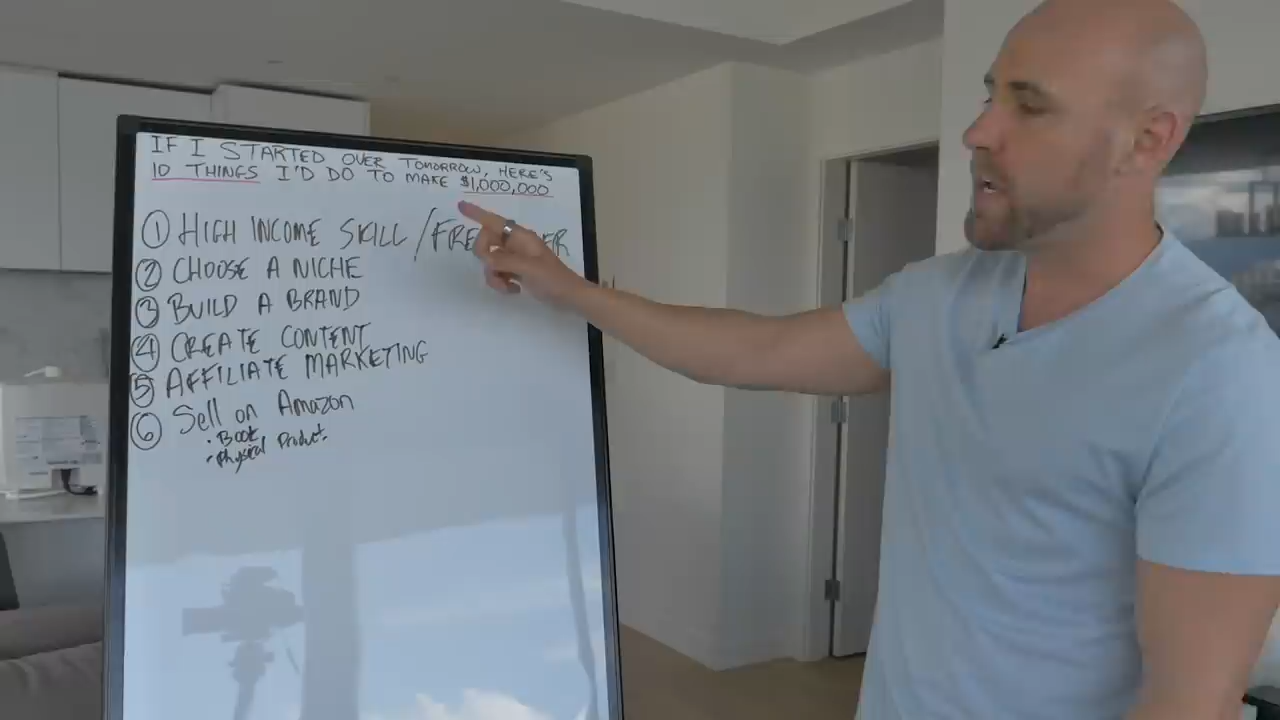 IF I STARTED OVER TOMORROW, HERE'S
10 THINGS I'D DO TO MAKE $1,000,000
① HIGH INCOME SKILL /
② CHOOSE A NICHE
③ BUILD A BRAND
④ CREATE CONTENT
⑤ AFFILIATE MARKETING
⑥ Sell on Amazon
• Book
• Physical Product